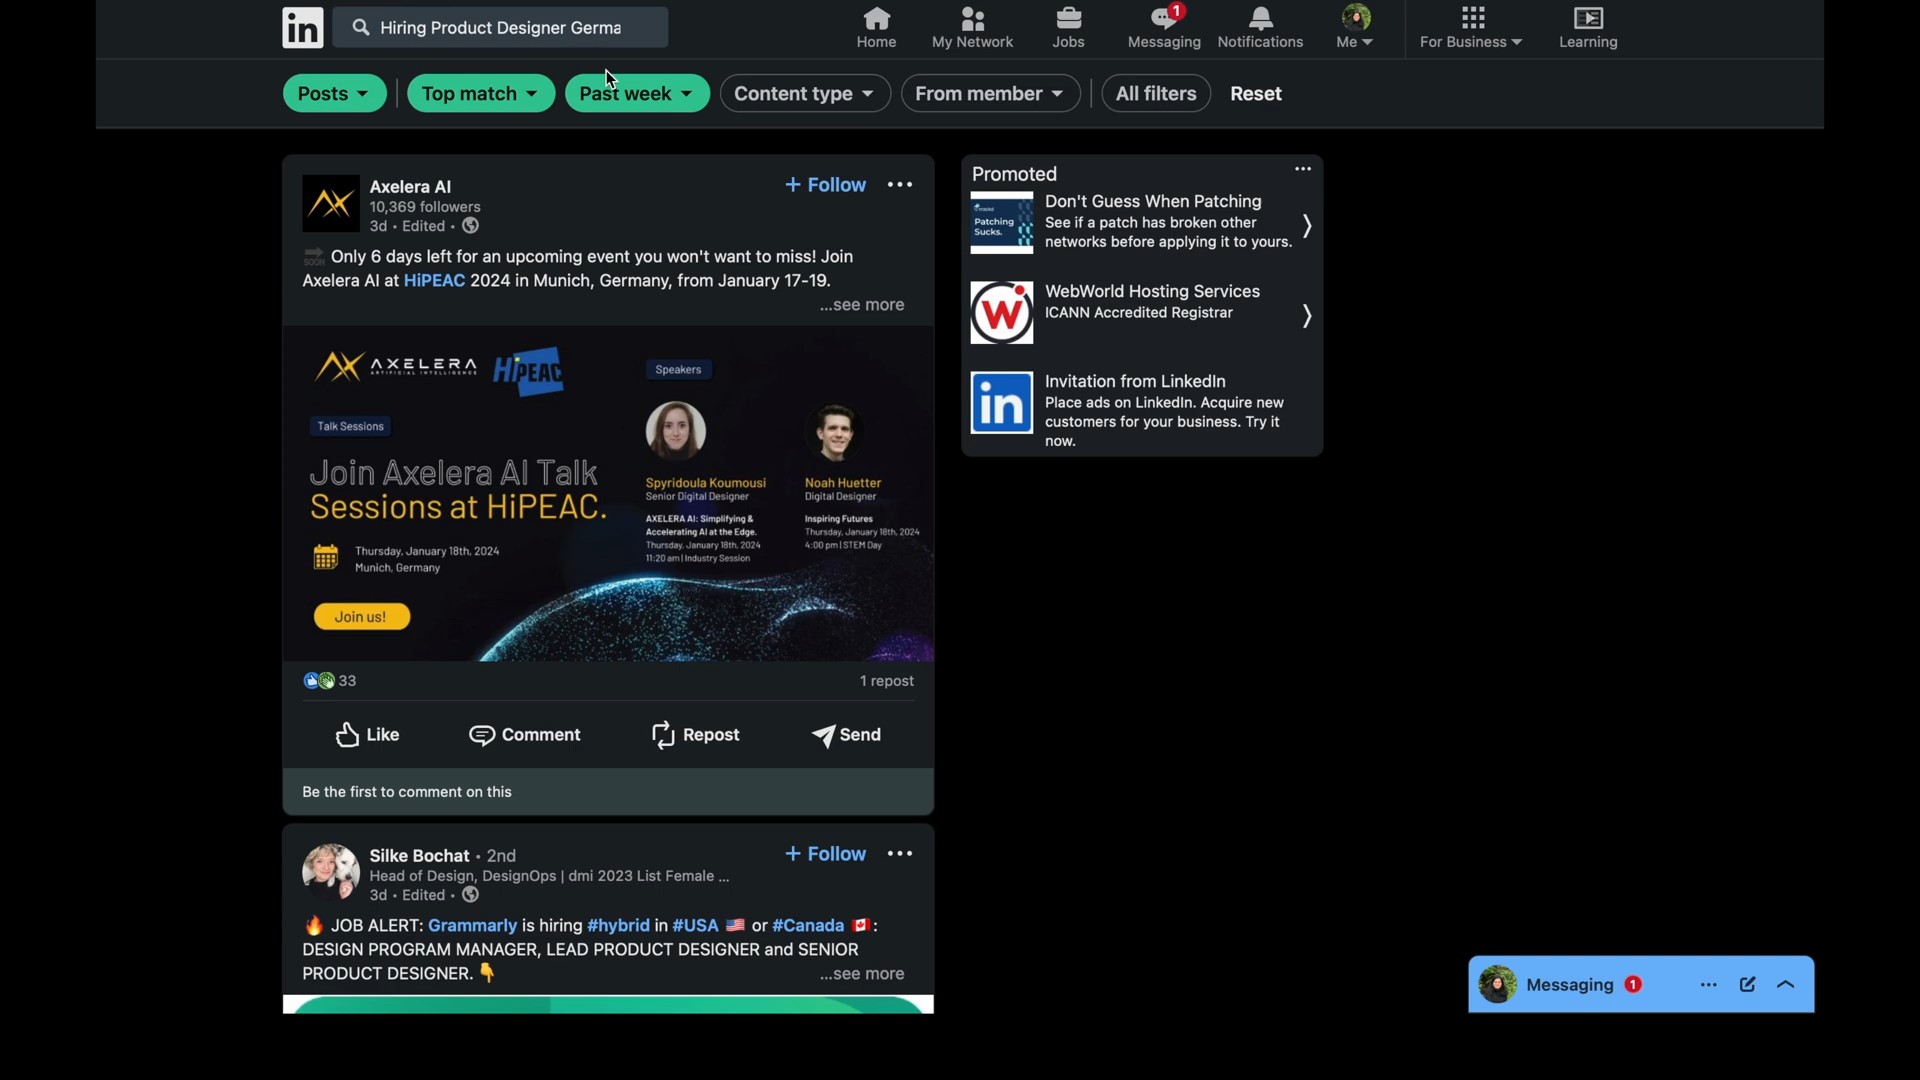 in
Hiring Product Designer Germa
Home
My Network
Jobs
1
Messaging
Notifications
Me
For Business
Learning
Posts
Top match
Past week
Content type
From member
All filters
Reset
Axelera AI
10,369 followers
3d • Edited •
+ Follow
SOON Only 6 days left for an upcoming event you won't want to miss! Join
Axelera AI at HiPEAC 2024 in Munich, Germany, from January 17-19.
...see more
AXELERA
ARTIFICIAL INTELLIGENCE
HiPEAC
Speakers
Talk Sessions
Join Axelera AI Talk
Sessions at HiPEAC.
Thursday, January 18th, 2024
Munich, Germany
Join us!
Spyridoula Koumousi
Senior Digital Designer
AXELERA AI: Simplifying &
Accelerating AI at the Edge.
Thursday, January 18th, 2024
11:20 am | Industry Session
Noah Huetter
Digital Designer
Inspiring Futures
Thursday, January 18th, 2024
4:00 pm | STEM Day
33
1 repost
Like
Comment
Repost
Send
Be the first to comment on this
Silke Bochat • 2nd
Head of Design, DesignOps | dmi 2023 List Female ...
3d • Edited •
+ Follow
🔥 JOB ALERT: Grammarly is hiring #hybrid in #USA 🇺🇸 or #Canada 🇨🇦:
DESIGN PROGRAM MANAGER, LEAD PRODUCT DESIGNER and SENIOR
PRODUCT DESIGNER. 👇
...see more
Promoted
Patching
Sucks.
Don't Guess When Patching
See if a patch has broken other
networks before applying it to yours.
W
WebWorld Hosting Services
ICANN Accredited Registrar
in
Invitation from LinkedIn
Place ads on LinkedIn. Acquire new
customers for your business. Try it
now.
Messaging 1